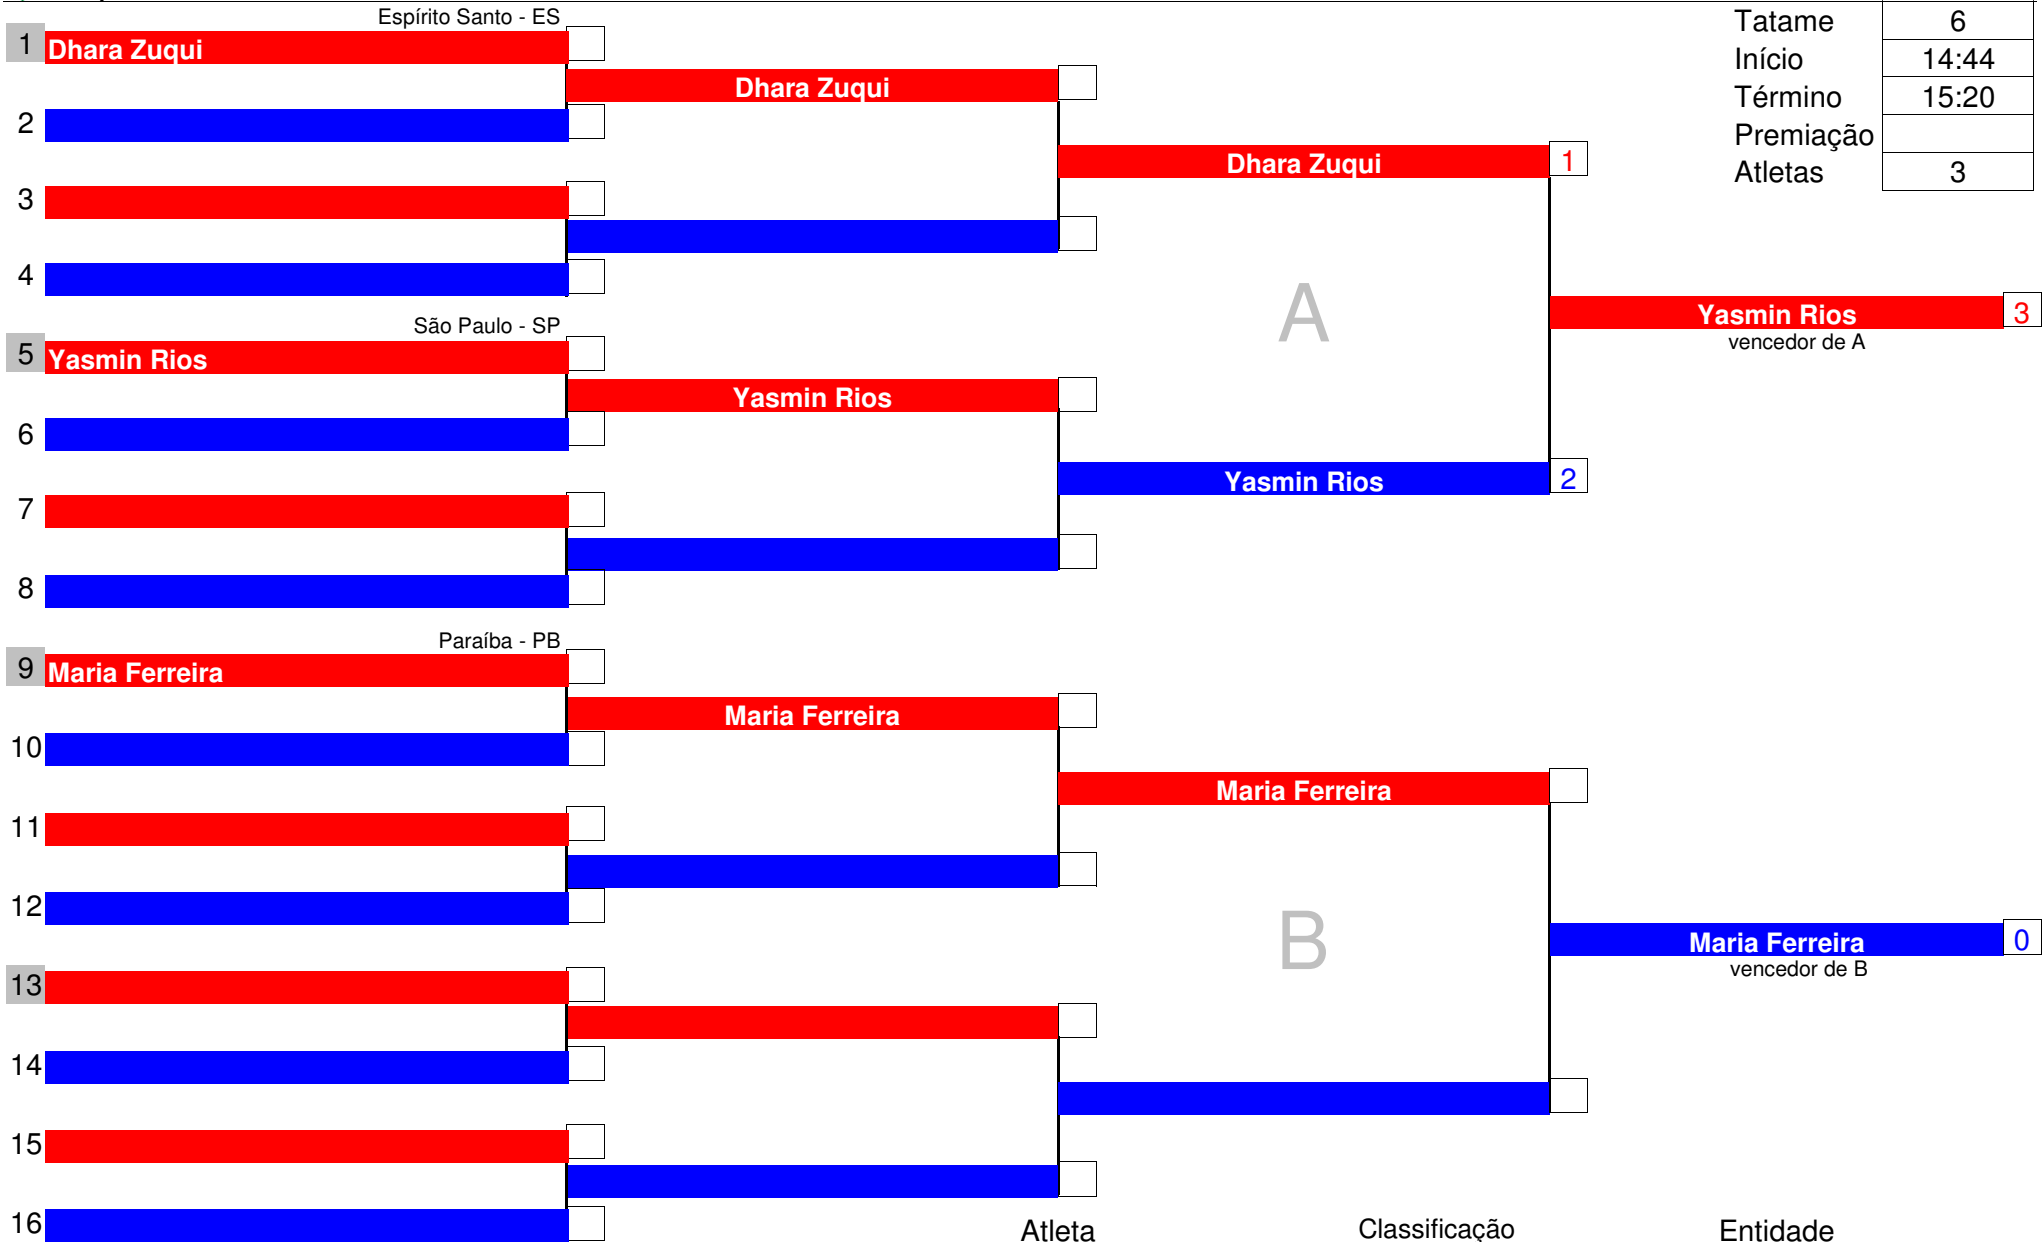 Espírito Santo - ES
1 Dhara Zuqui
Dhara Zuqui
2
Dhara Zuqui 1
3
4
Tatame 6
Início 14:44
Término 15:20
Premiação
Atletas 3
A
São Paulo - SP
5 Yasmin Rios
Yasmin Rios
6
Yasmin Rios 2
7
8
Yasmin Rios 3
vencedor de A
Paraíba - PB
9 Maria Ferreira
Maria Ferreira
10
Maria Ferreira
11
12
B
Maria Ferreira 0
vencedor de B
13
14
15
16
Atleta Classificação Entidade